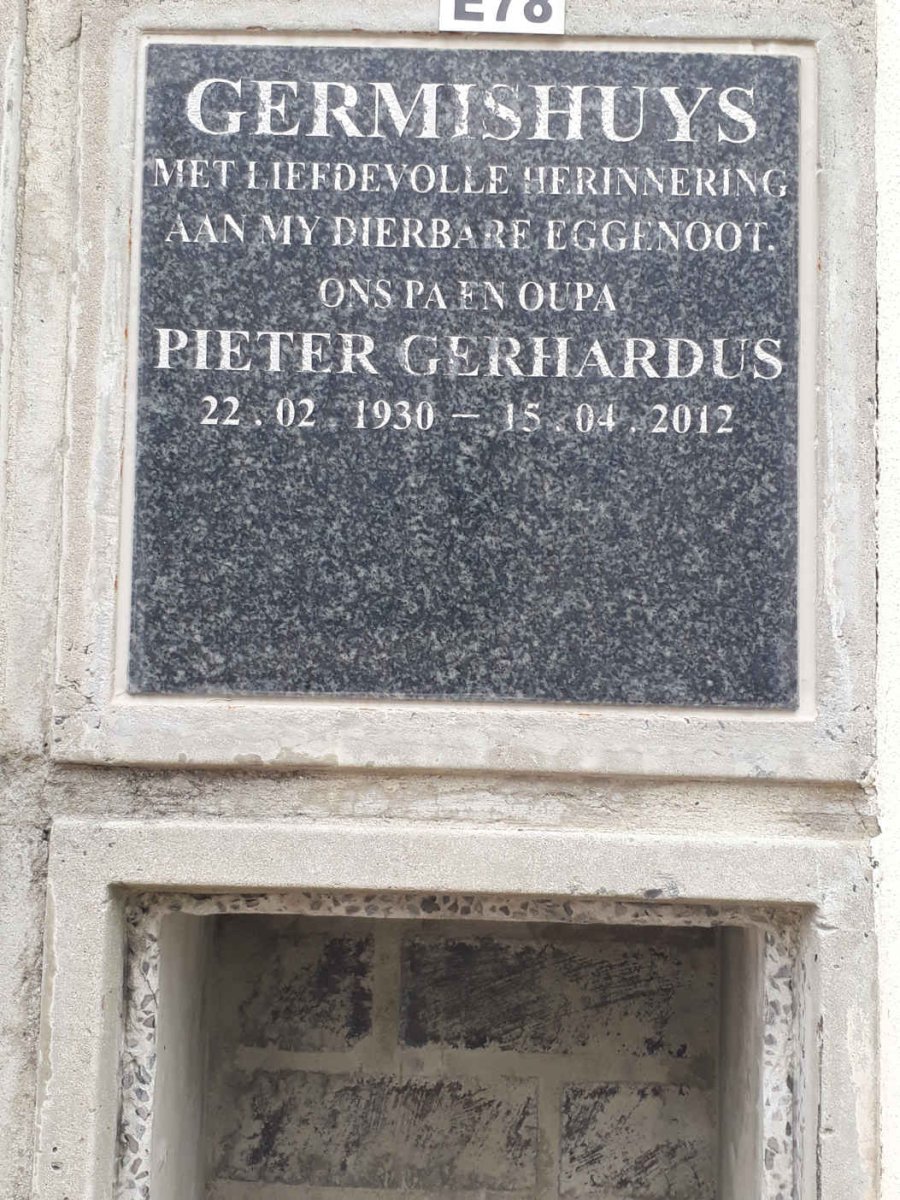 E78
GERMISHUYS
MET LIEFDEVOLLE HERINNERING
AAN MY DIERBARE EGGENOOT.
ONS PA EN OUPA
PIETER GERHARDUS
22 . 02 . 1930 – 15 . 04 . 2012